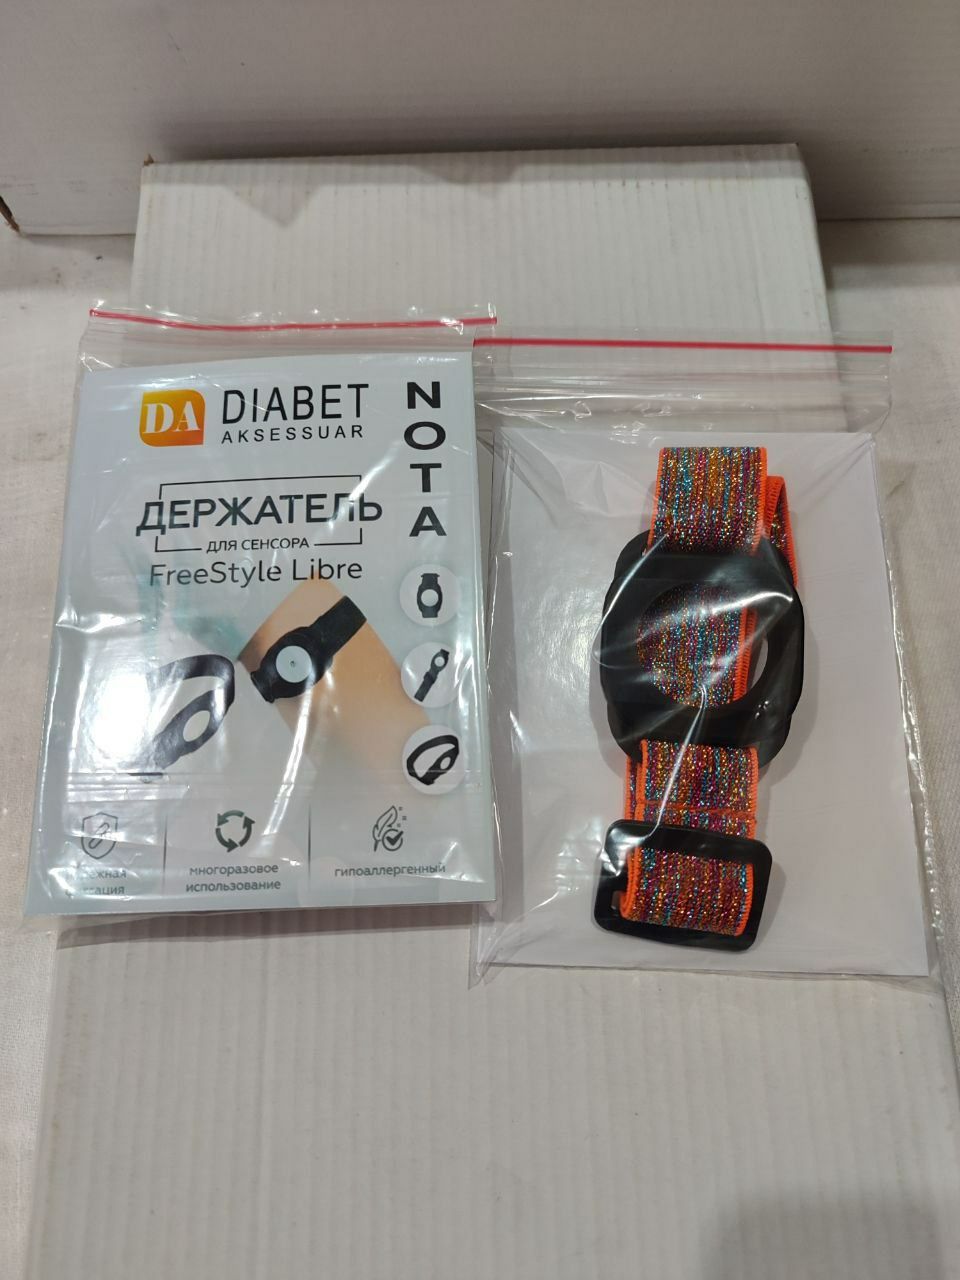 DA DIABET
AKSESSUAR
NOTA
ДЕРЖАТЕЛЬ
ДЛЯ СЕНСОРА
FreeStyle Libre
многоразовое
использование
гипоаллергенный